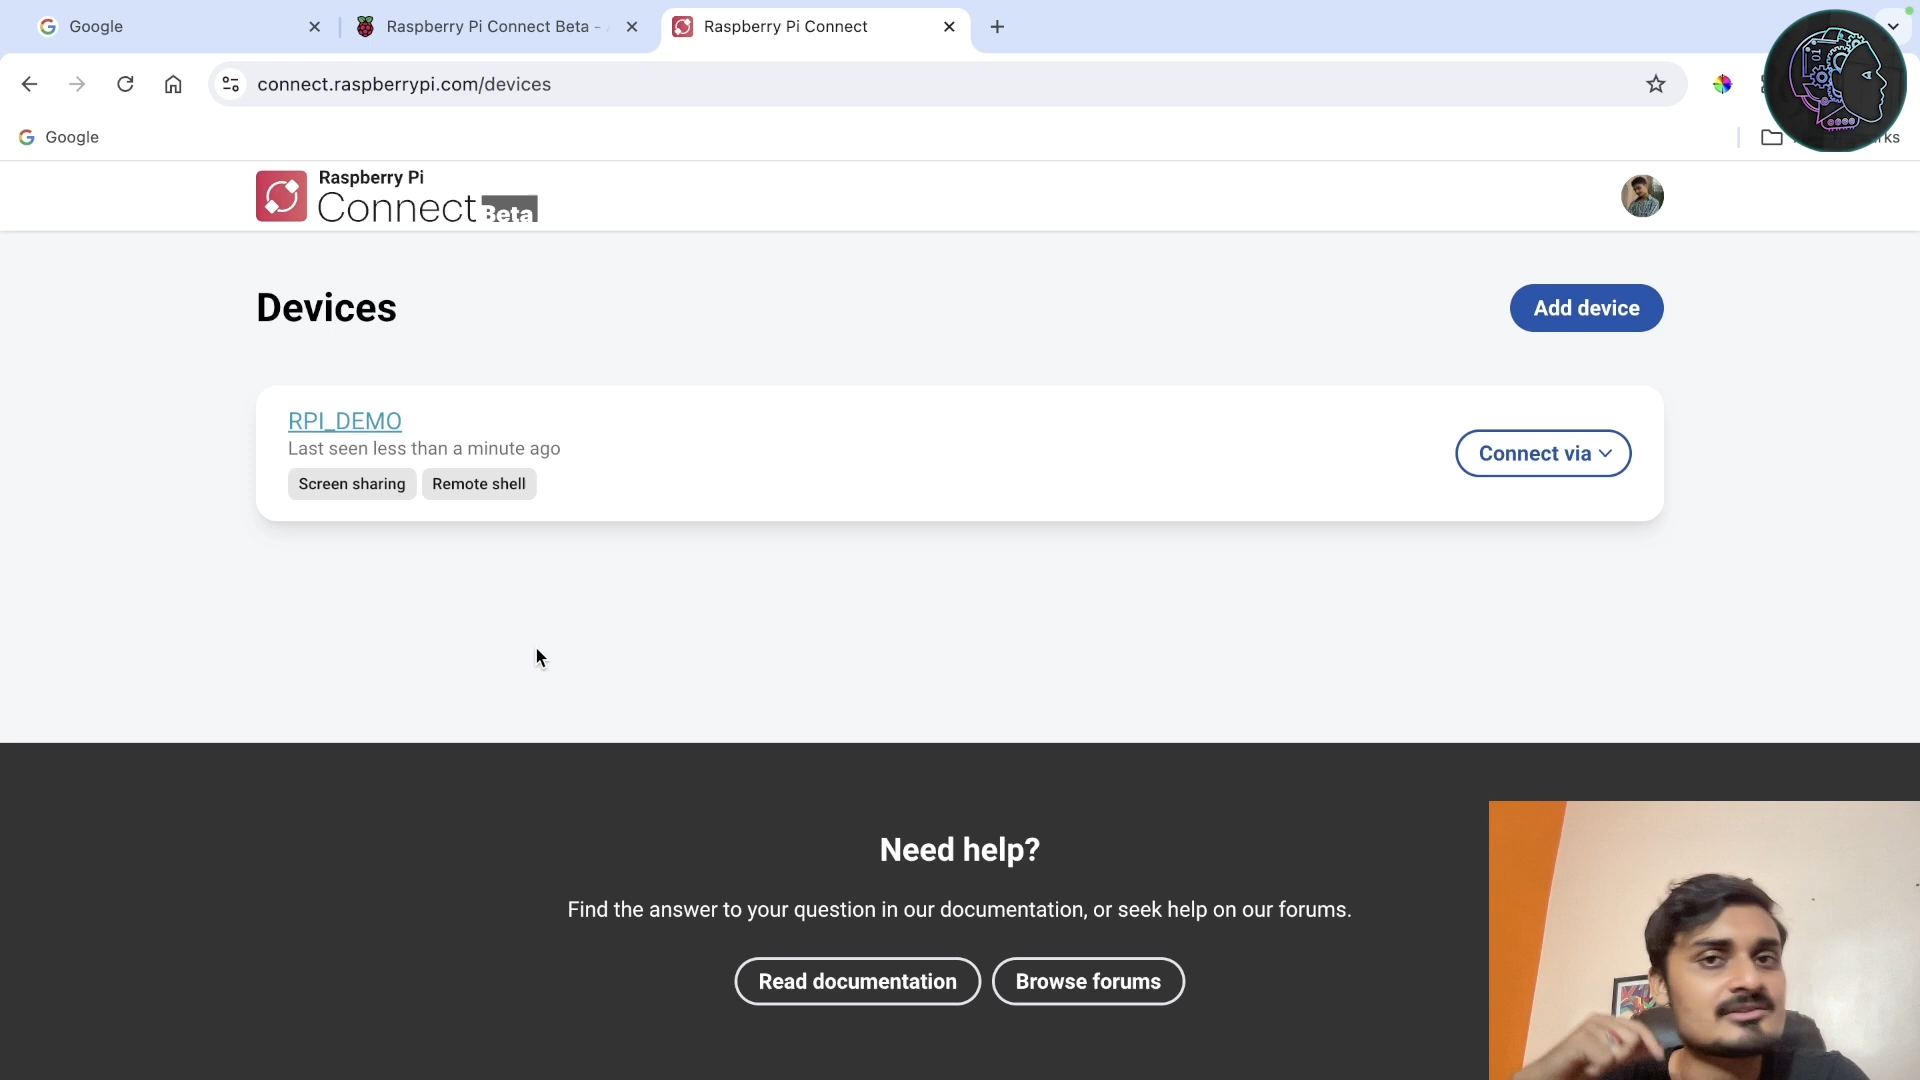 Google
Raspberry Pi Connect Beta -
Raspberry Pi Connect
connect.raspberrypi.com/devices
Google
Raspberry Pi
Connect Beta
Devices
Add device
RPI_DEMO
Last seen less than a minute ago
Screen sharing
Remote shell
Connect via
Need help?
Find the answer to your question in our documentation, or seek help on our forums.
Read documentation
Browse forums